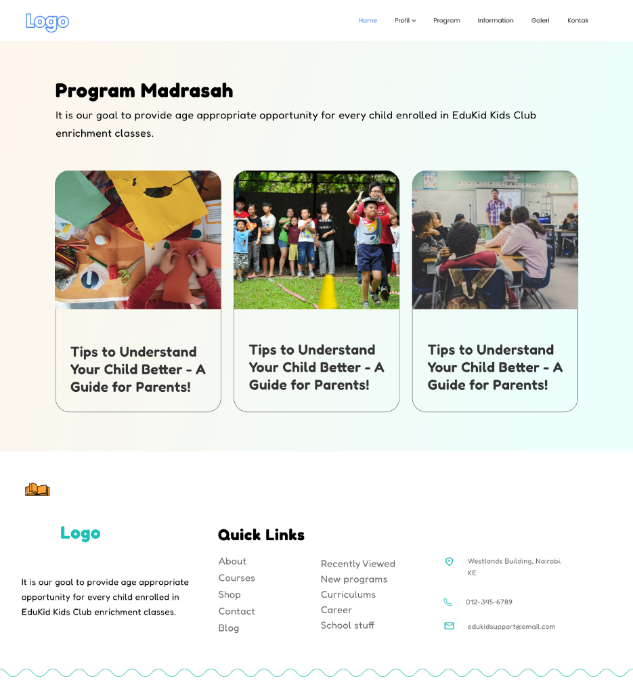 Logo
Home
Profil
Program
Information
Galeri
Kontak
Program Madrasah
It is our goal to provide age appropriate opportunity for every child enrolled in EduKid Kids Club
enrichment classes.
Tips to Understand
Your Child Better - A
Guide for Parents!
Tips to Understand
Your Child Better - A
Guide for Parents!
Tips to Understand
Your Child Better - A
Guide for Parents!
Logo
It is our goal to provide age appropriate
opportunity for every child enrolled in
EduKid Kids Club enrichment classes.
Quick Links
About
Courses
Shop
Contact
Blog
Recently Viewed
New programs
Curriculums
Career
School stuff
Westlands Building, Nairobi,
KE
012-345-6789
edukidsupport@email.com